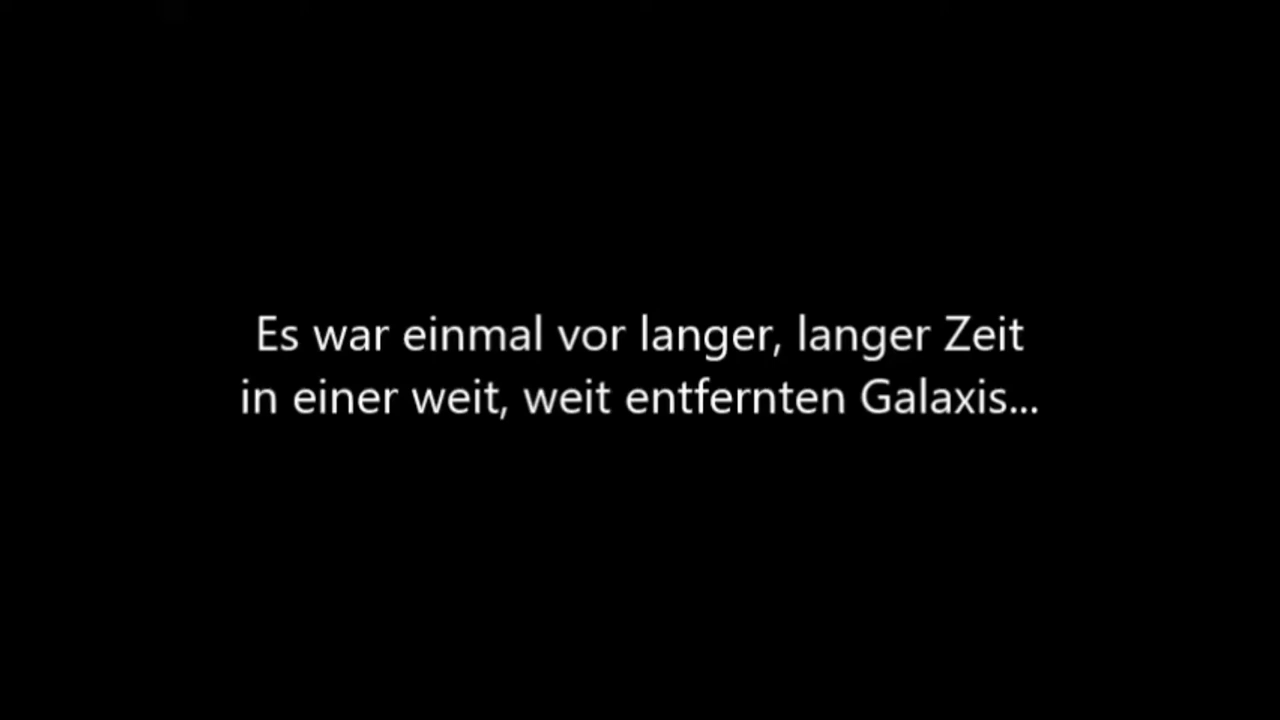 Es war einmal vor langer, langer Zeit
in einer weit, weit entfernten Galaxis...